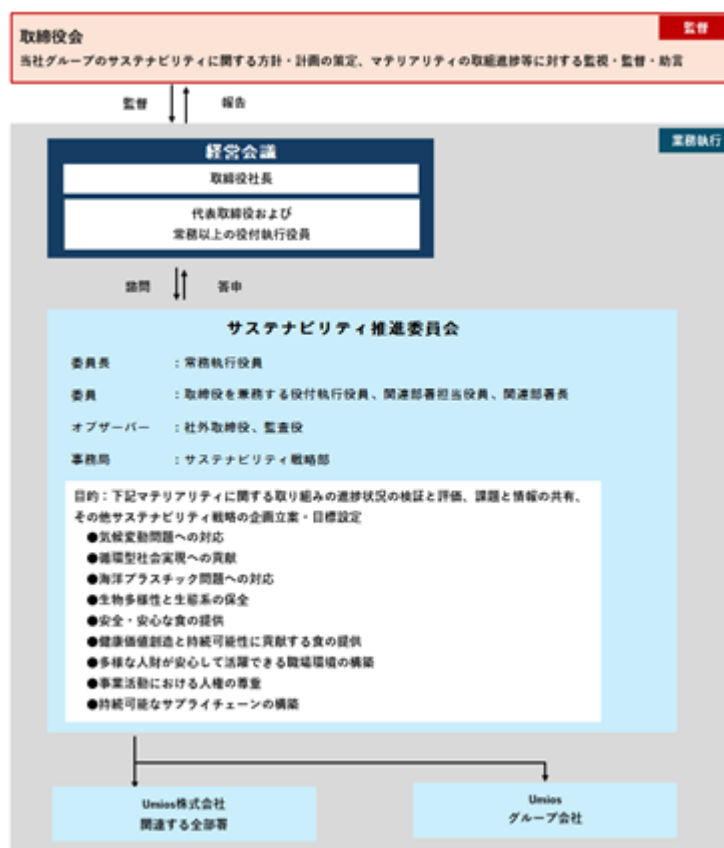 監督
取締役会
当社グループのサステナビリティに関する方針・計画の策定、マテリアリティの取組進捗等に対する監視・監督・助言
監督
報告
業務執行
経営会議
取締役社長
代表取締役および
常務以上の役付執行役員
諮問
答申
サステナビリティ推進委員会
委員長 :常務執行役員
委員 :取締役を兼務する役付執行役員、関連部署担当役員、関連部署長
オブザーバー :社外取締役、監査役
事務局 :サステナビリティ戦略部
目的:下記マテリアリティに関する取り組みの進捗状況の検証と評価、課題と情報の共有、
その他サステナビリティ戦略の企画立案・目標設定
●気候変動問題への対応
●循環型社会実現への貢献
●海洋プラスチック問題への対応
●生物多様性と生態系の保全
●安全・安心な食の提供
●健康価値創造と持続可能性に貢献する食の提供
●多様な人財が安心して活躍できる職場環境の構築
●事業活動における人権の尊重
●持続可能なサプライチェーンの構築
Umios株式会社
関連する全部署
Umios
グループ会社